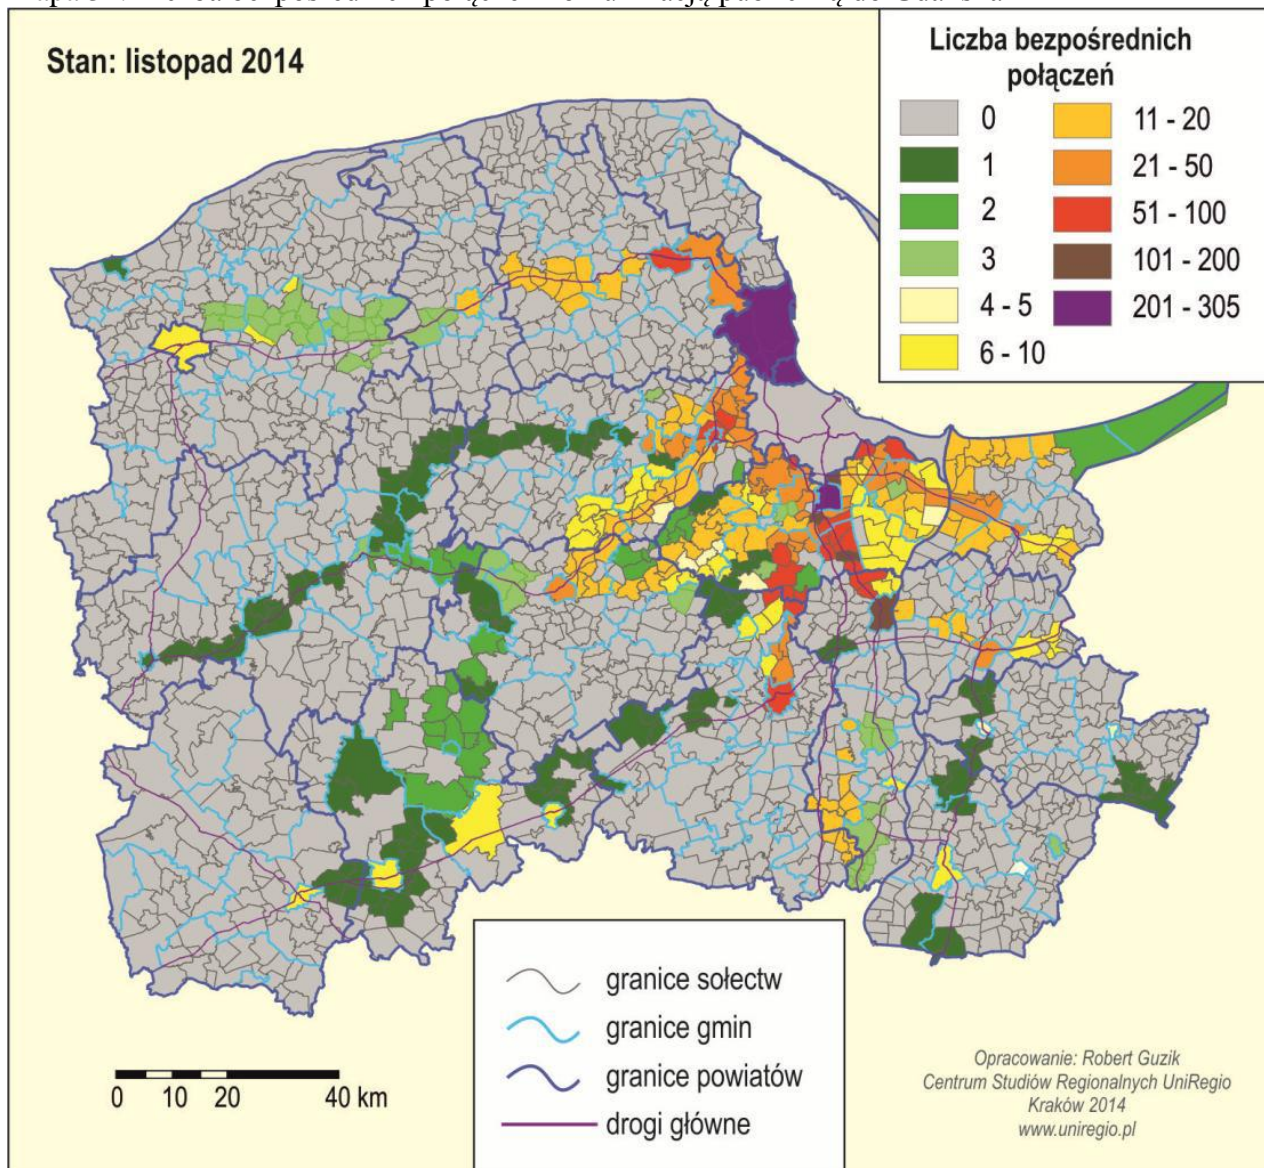 Stan: listopad 2014
Liczba bezpośrednich
połączeń
0
1
2
3
4 - 5
6 - 10
11 - 20
21 - 50
51 - 100
101 - 200
201 - 305
granice sołectw
granice gmin
granice powiatów
drogi główne
0 10 20 40 km
Opracowanie: Robert Guzik
Centrum Studiów Regionalnych UniRegio
Kraków 2014
www.uniregio.pl